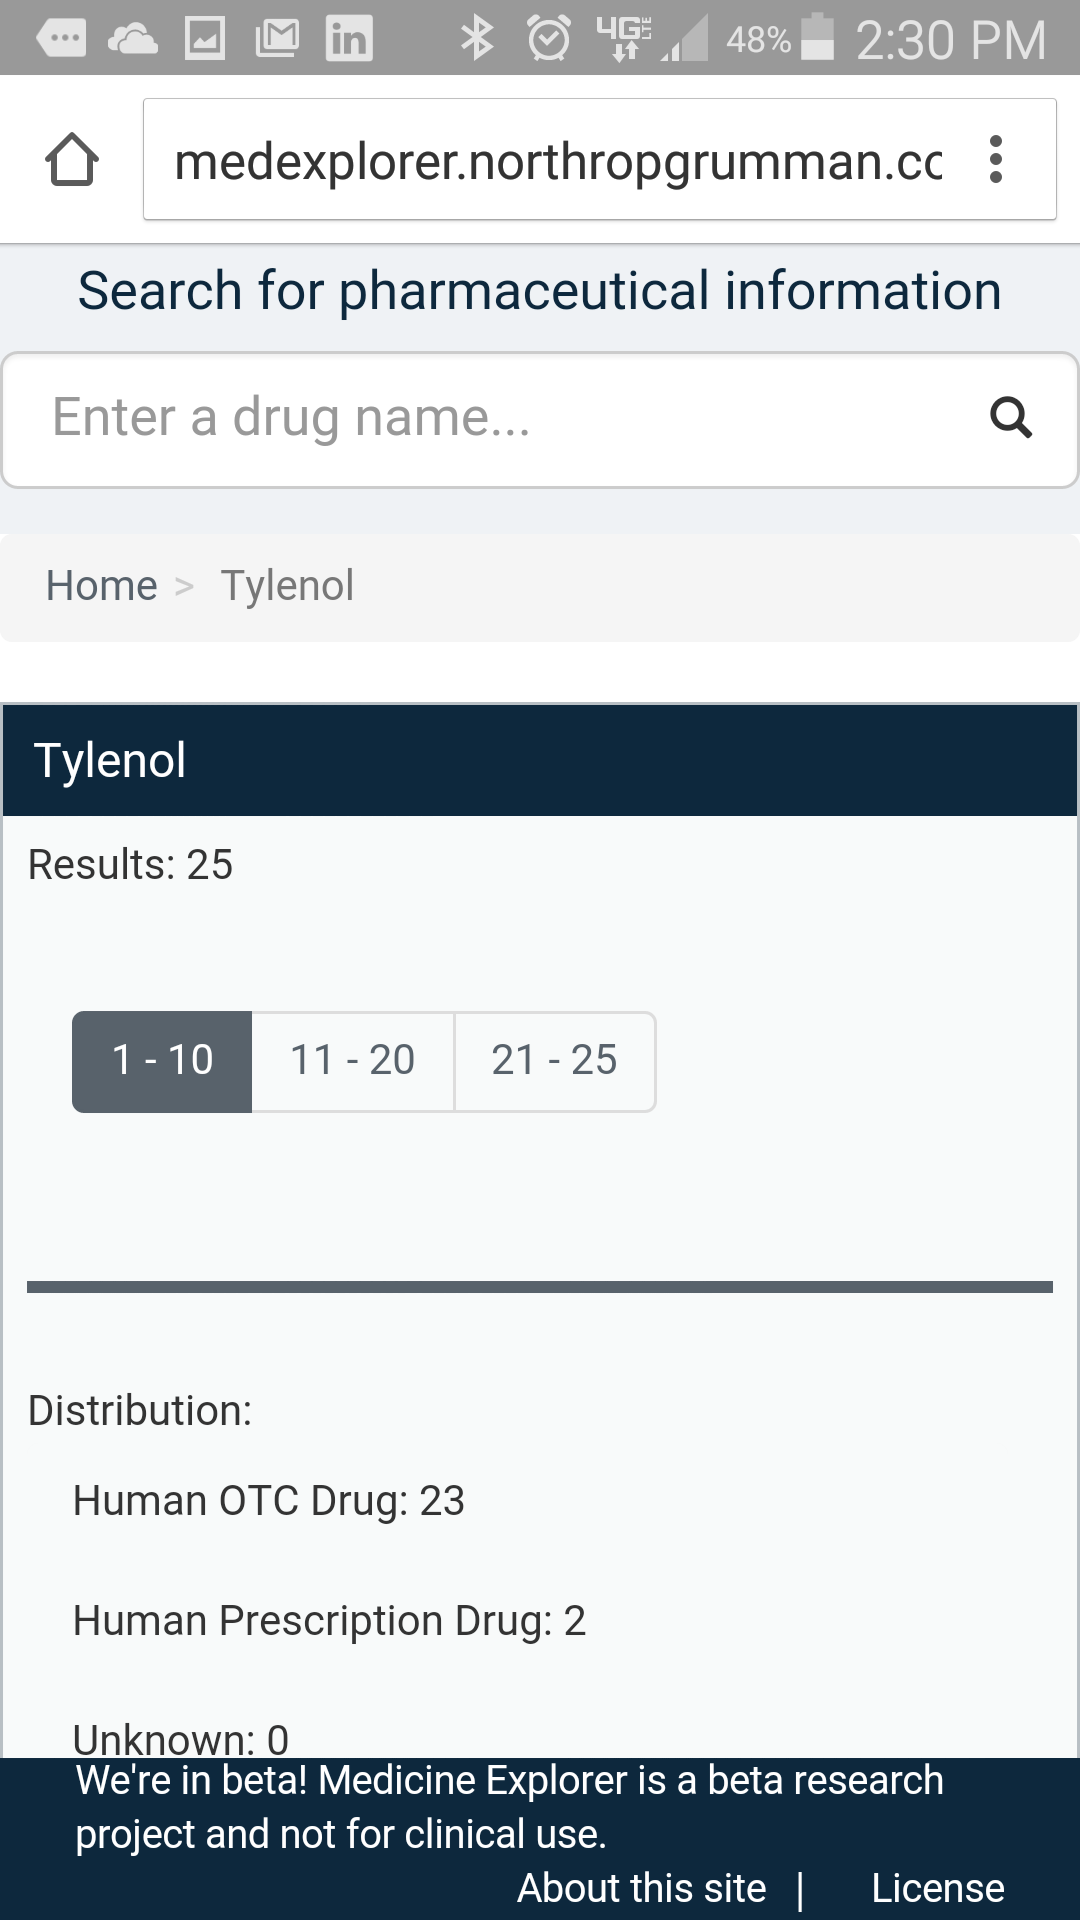 4G LTE 48% 2:30 PM
medexplorer.northropgrumman.cc
Search for pharmaceutical information
Enter a drug name...
Home > Tylenol
Tylenol
Results: 25
1 - 10 11 - 20 21 - 25
Distribution:
Human OTC Drug: 23
Human Prescription Drug: 2
Unknown: 0
We're in beta! Medicine Explorer is a beta research
project and not for clinical use.
About this site | License